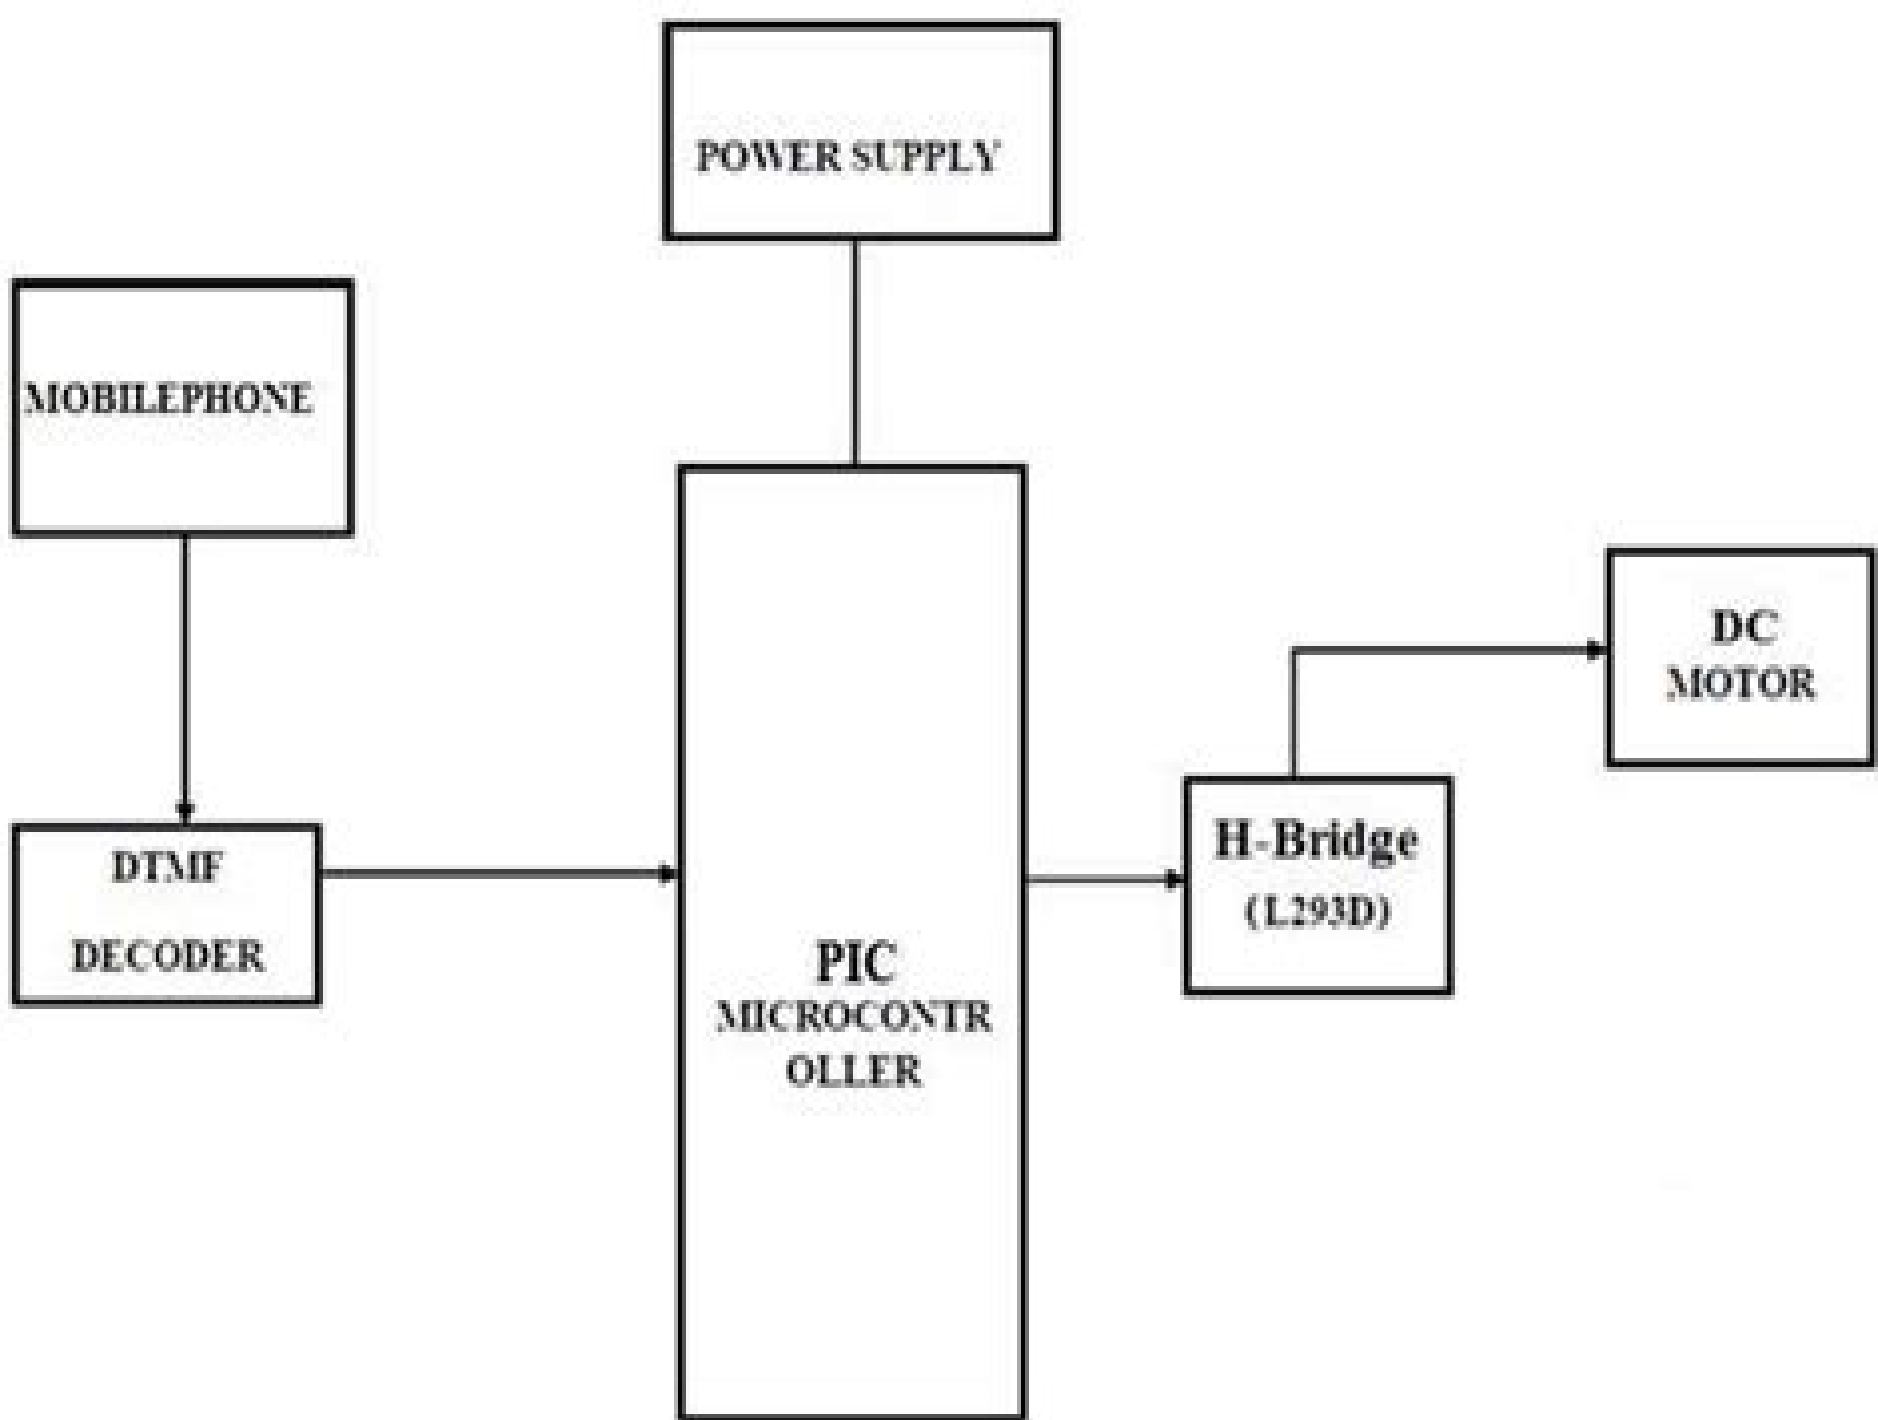 POWER SUPPLY
MOBILEPHONE
DTMF
DECODER
PIC
MICROCONTR
OLLER
H-Bridge
(L293D)
DC
MOTOR